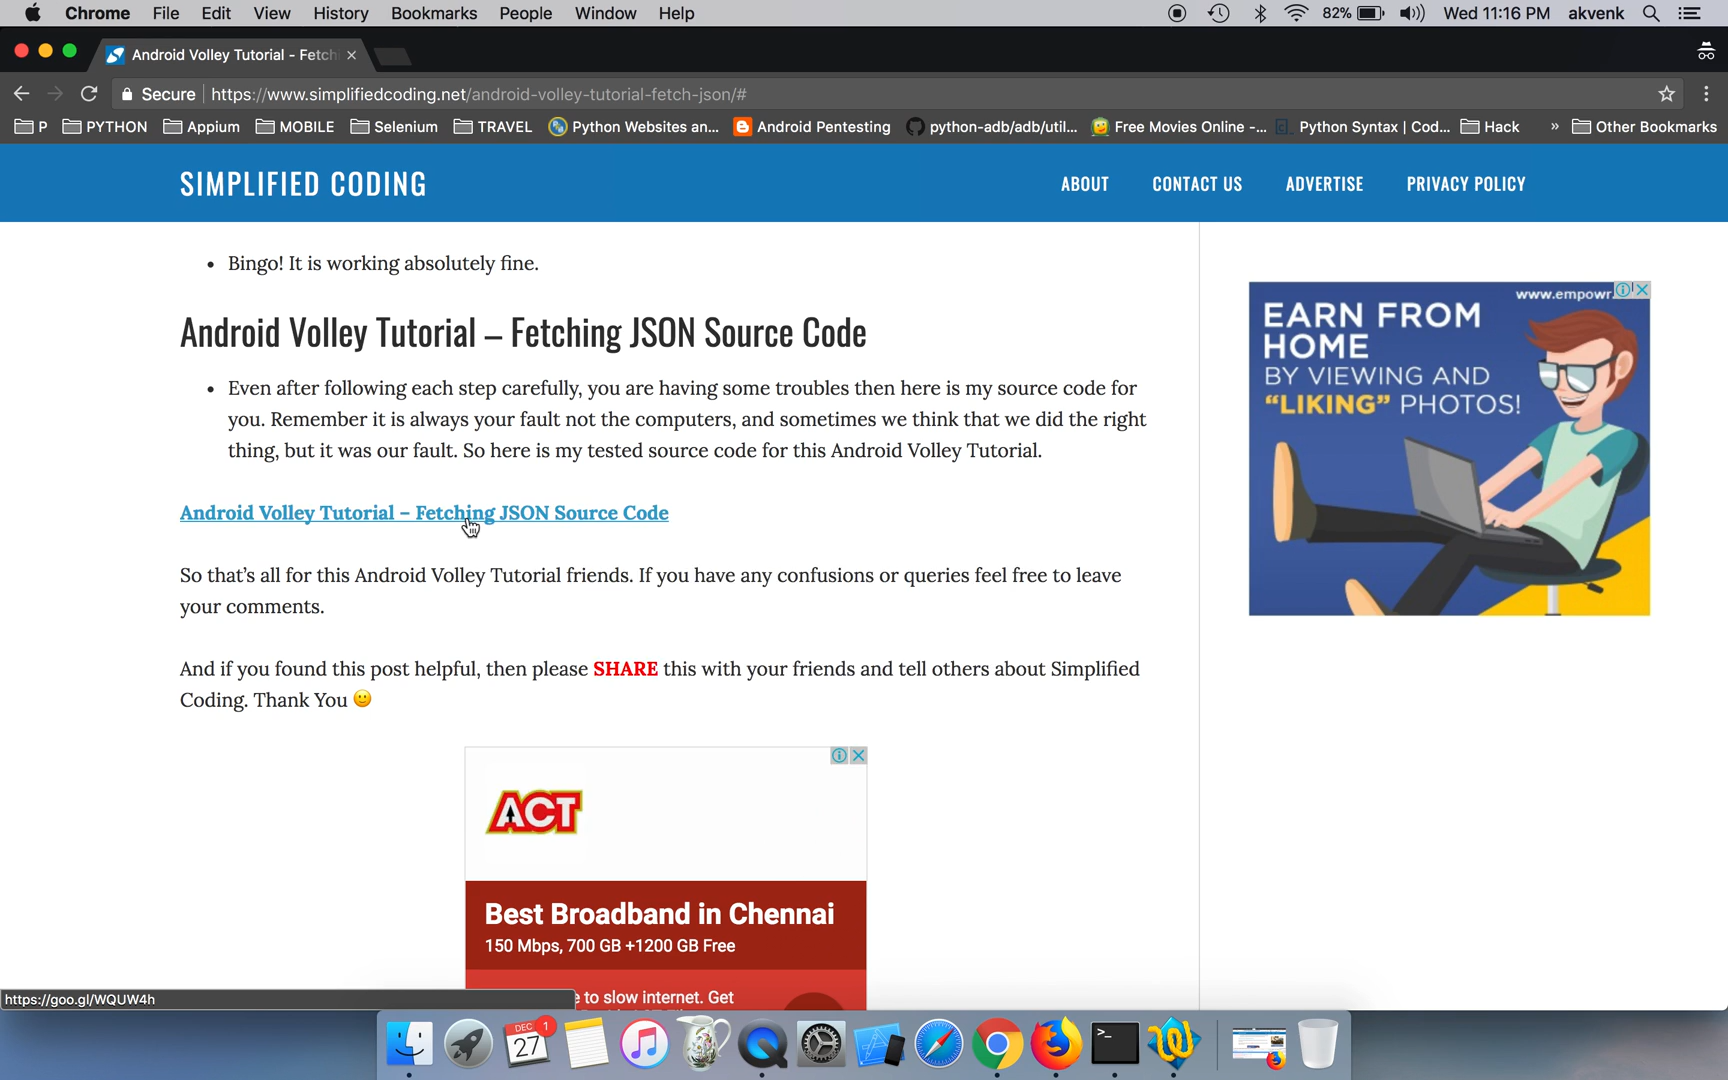 Chrome File Edit View History Bookmarks People Window Help 82% Wed 11:16 PM akvenk
Android Volley Tutorial - Fetch
Secure https://www.simplifiedcoding.net/android-volley-tutorial-fetch-json/#
P PYTHON Appium MOBILE Selenium TRAVEL Python Websites an... Android Pentesting python-adb/adb/util... Free Movies Online -... Python Syntax | Cod... Hack » Other Bookmarks
SIMPLIFIED CODING ABOUT CONTACT US ADVERTISE PRIVACY POLICY
• Bingo! It is working absolutely fine.
Android Volley Tutorial – Fetching JSON Source Code
• Even after following each step carefully, you are having some troubles then here is my source code for
you. Remember it is always your fault not the computers, and sometimes we think that we did the right
thing, but it was our fault. So here is my tested source code for this Android Volley Tutorial.
Android Volley Tutorial – Fetching JSON Source Code
So that's all for this Android Volley Tutorial friends. If you have any confusions or queries feel free to leave
your comments.
And if you found this post helpful, then please SHARE this with your friends and tell others about Simplified
Coding. Thank You 🙂
www.empowr.
EARN FROM
HOME
BY VIEWING AND
"LIKING" PHOTOS!
ACT
Best Broadband in Chennai
150 Mbps, 700 GB +1200 GB Free
e to slow internet. Get
https://goo.gl/WQUW4h
DEC 1
27